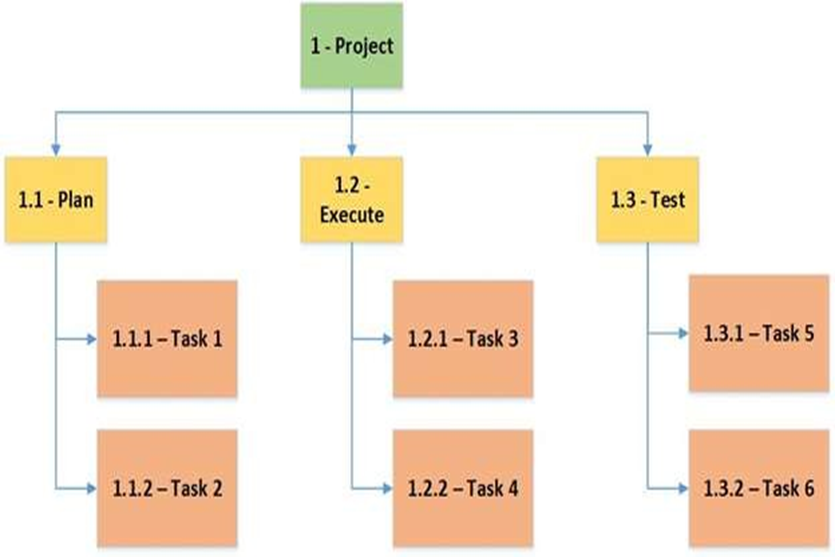 1 - Project
1.1 - Plan
1.2 -
Execute
1.3 - Test
1.1.1 – Task 1
1.2.1 – Task 3
1.3.1 – Task 5
1.1.2 – Task 2
1.2.2 – Task 4
1.3.2 – Task 6